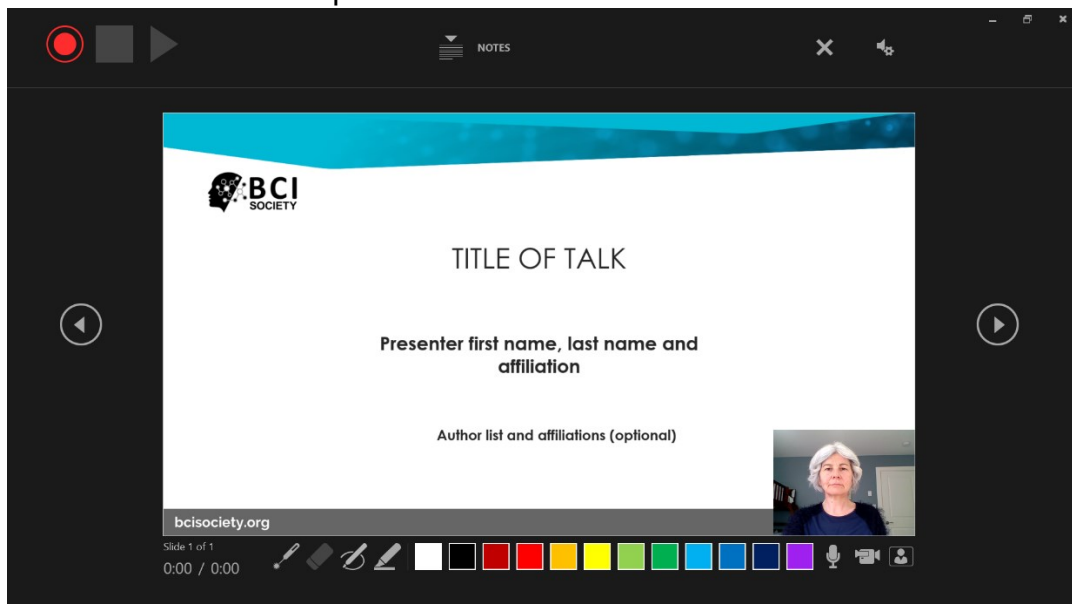 NOTES
BCI
SOCIETY
TITLE OF TALK
Presenter first name, last name and
affiliation
Author list and affiliations (optional)
bcisociety.org
Slide 1 of 1
0:00 / 0:00